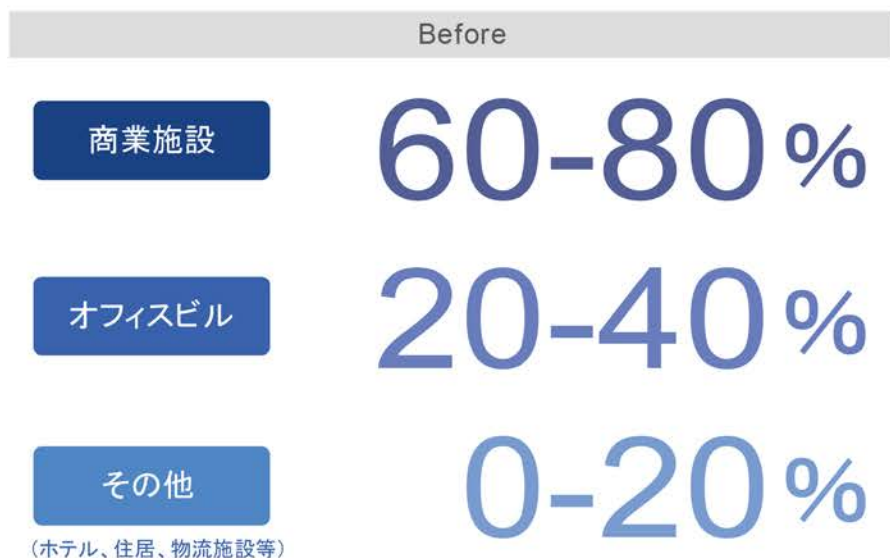 Before
商業施設 60-80%
オフィスビル 20-40%
その他 0-20%
(ホテル、住居、物流施設等)